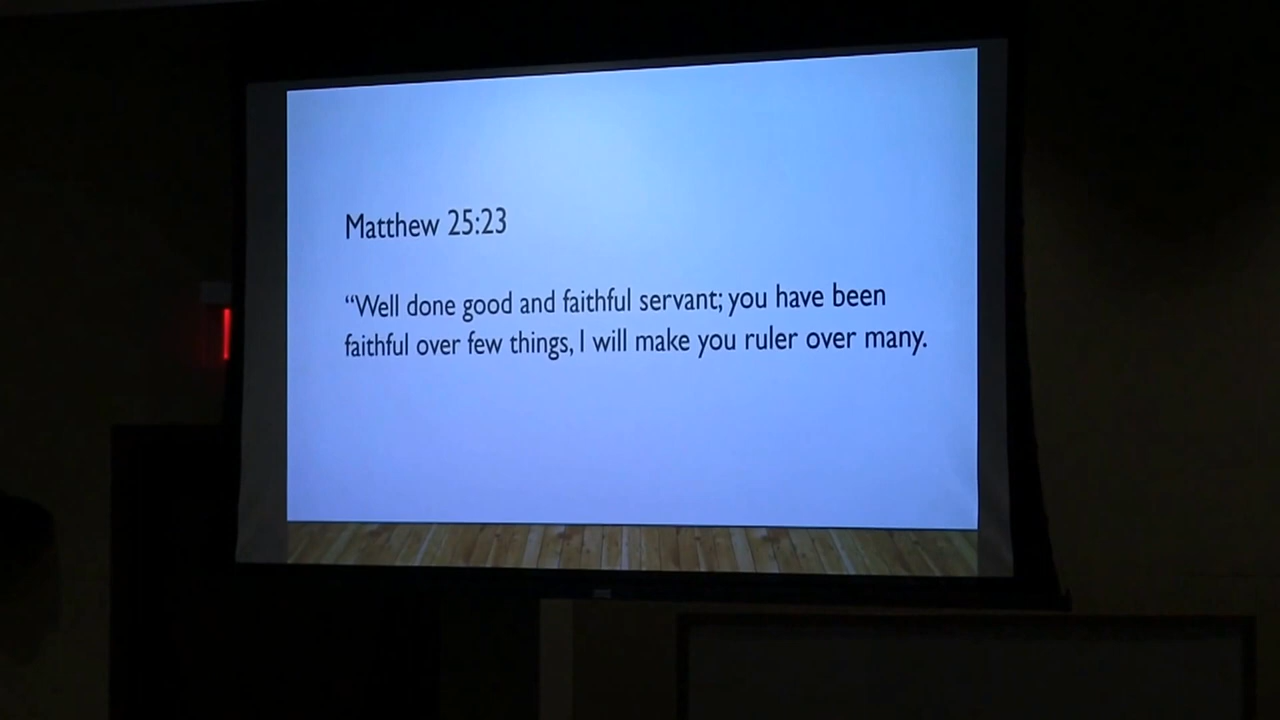 Matthew 25:23
“Well done good and faithful servant; you have been
faithful over few things, I will make you ruler over many.